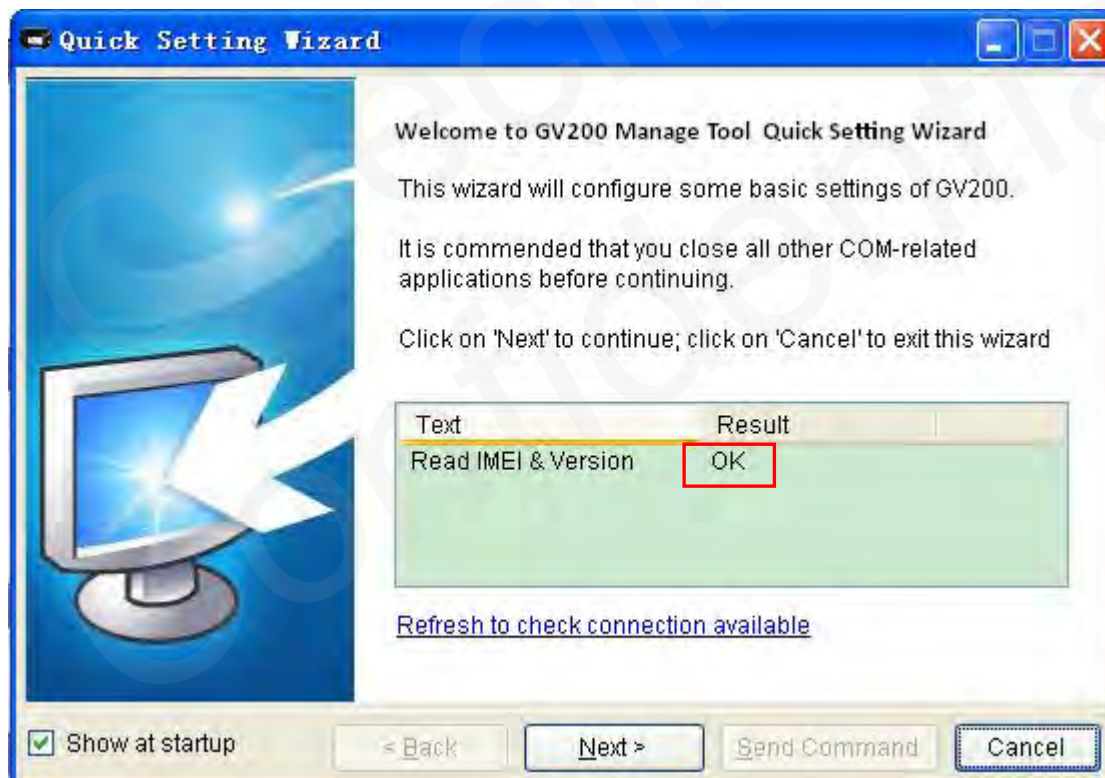 Quick Setting Wizard
Welcome to GV200 Manage Tool Quick Setting Wizard
This wizard will configure some basic settings of GV200.
It is commended that you close all other COM-related
applications before continuing.
Click on 'Next' to continue; click on 'Cancel' to exit this wizard
Text Result
Read IMEI & Version OK
Refresh to check connection available
Show at startup < Back Next > Send Command Cancel